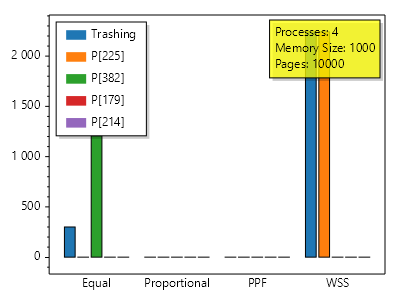 Trashing
P[225]
P[382]
P[179]
P[214]
Processes: 4
Memory Size: 1000
Pages: 10000
2 000
1 500
1 000
500
0
Equal Proportional PPF WSS